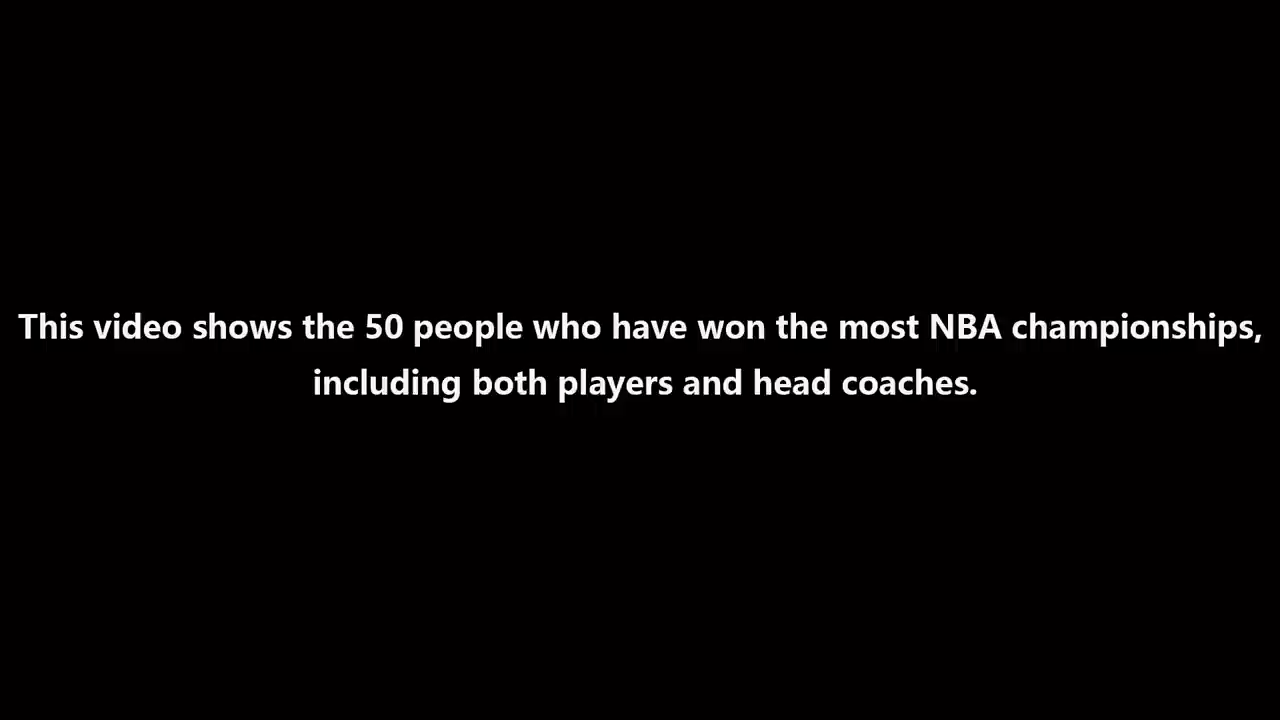 This video shows the 50 people who have won the most NBA championships,
including both players and head coaches.